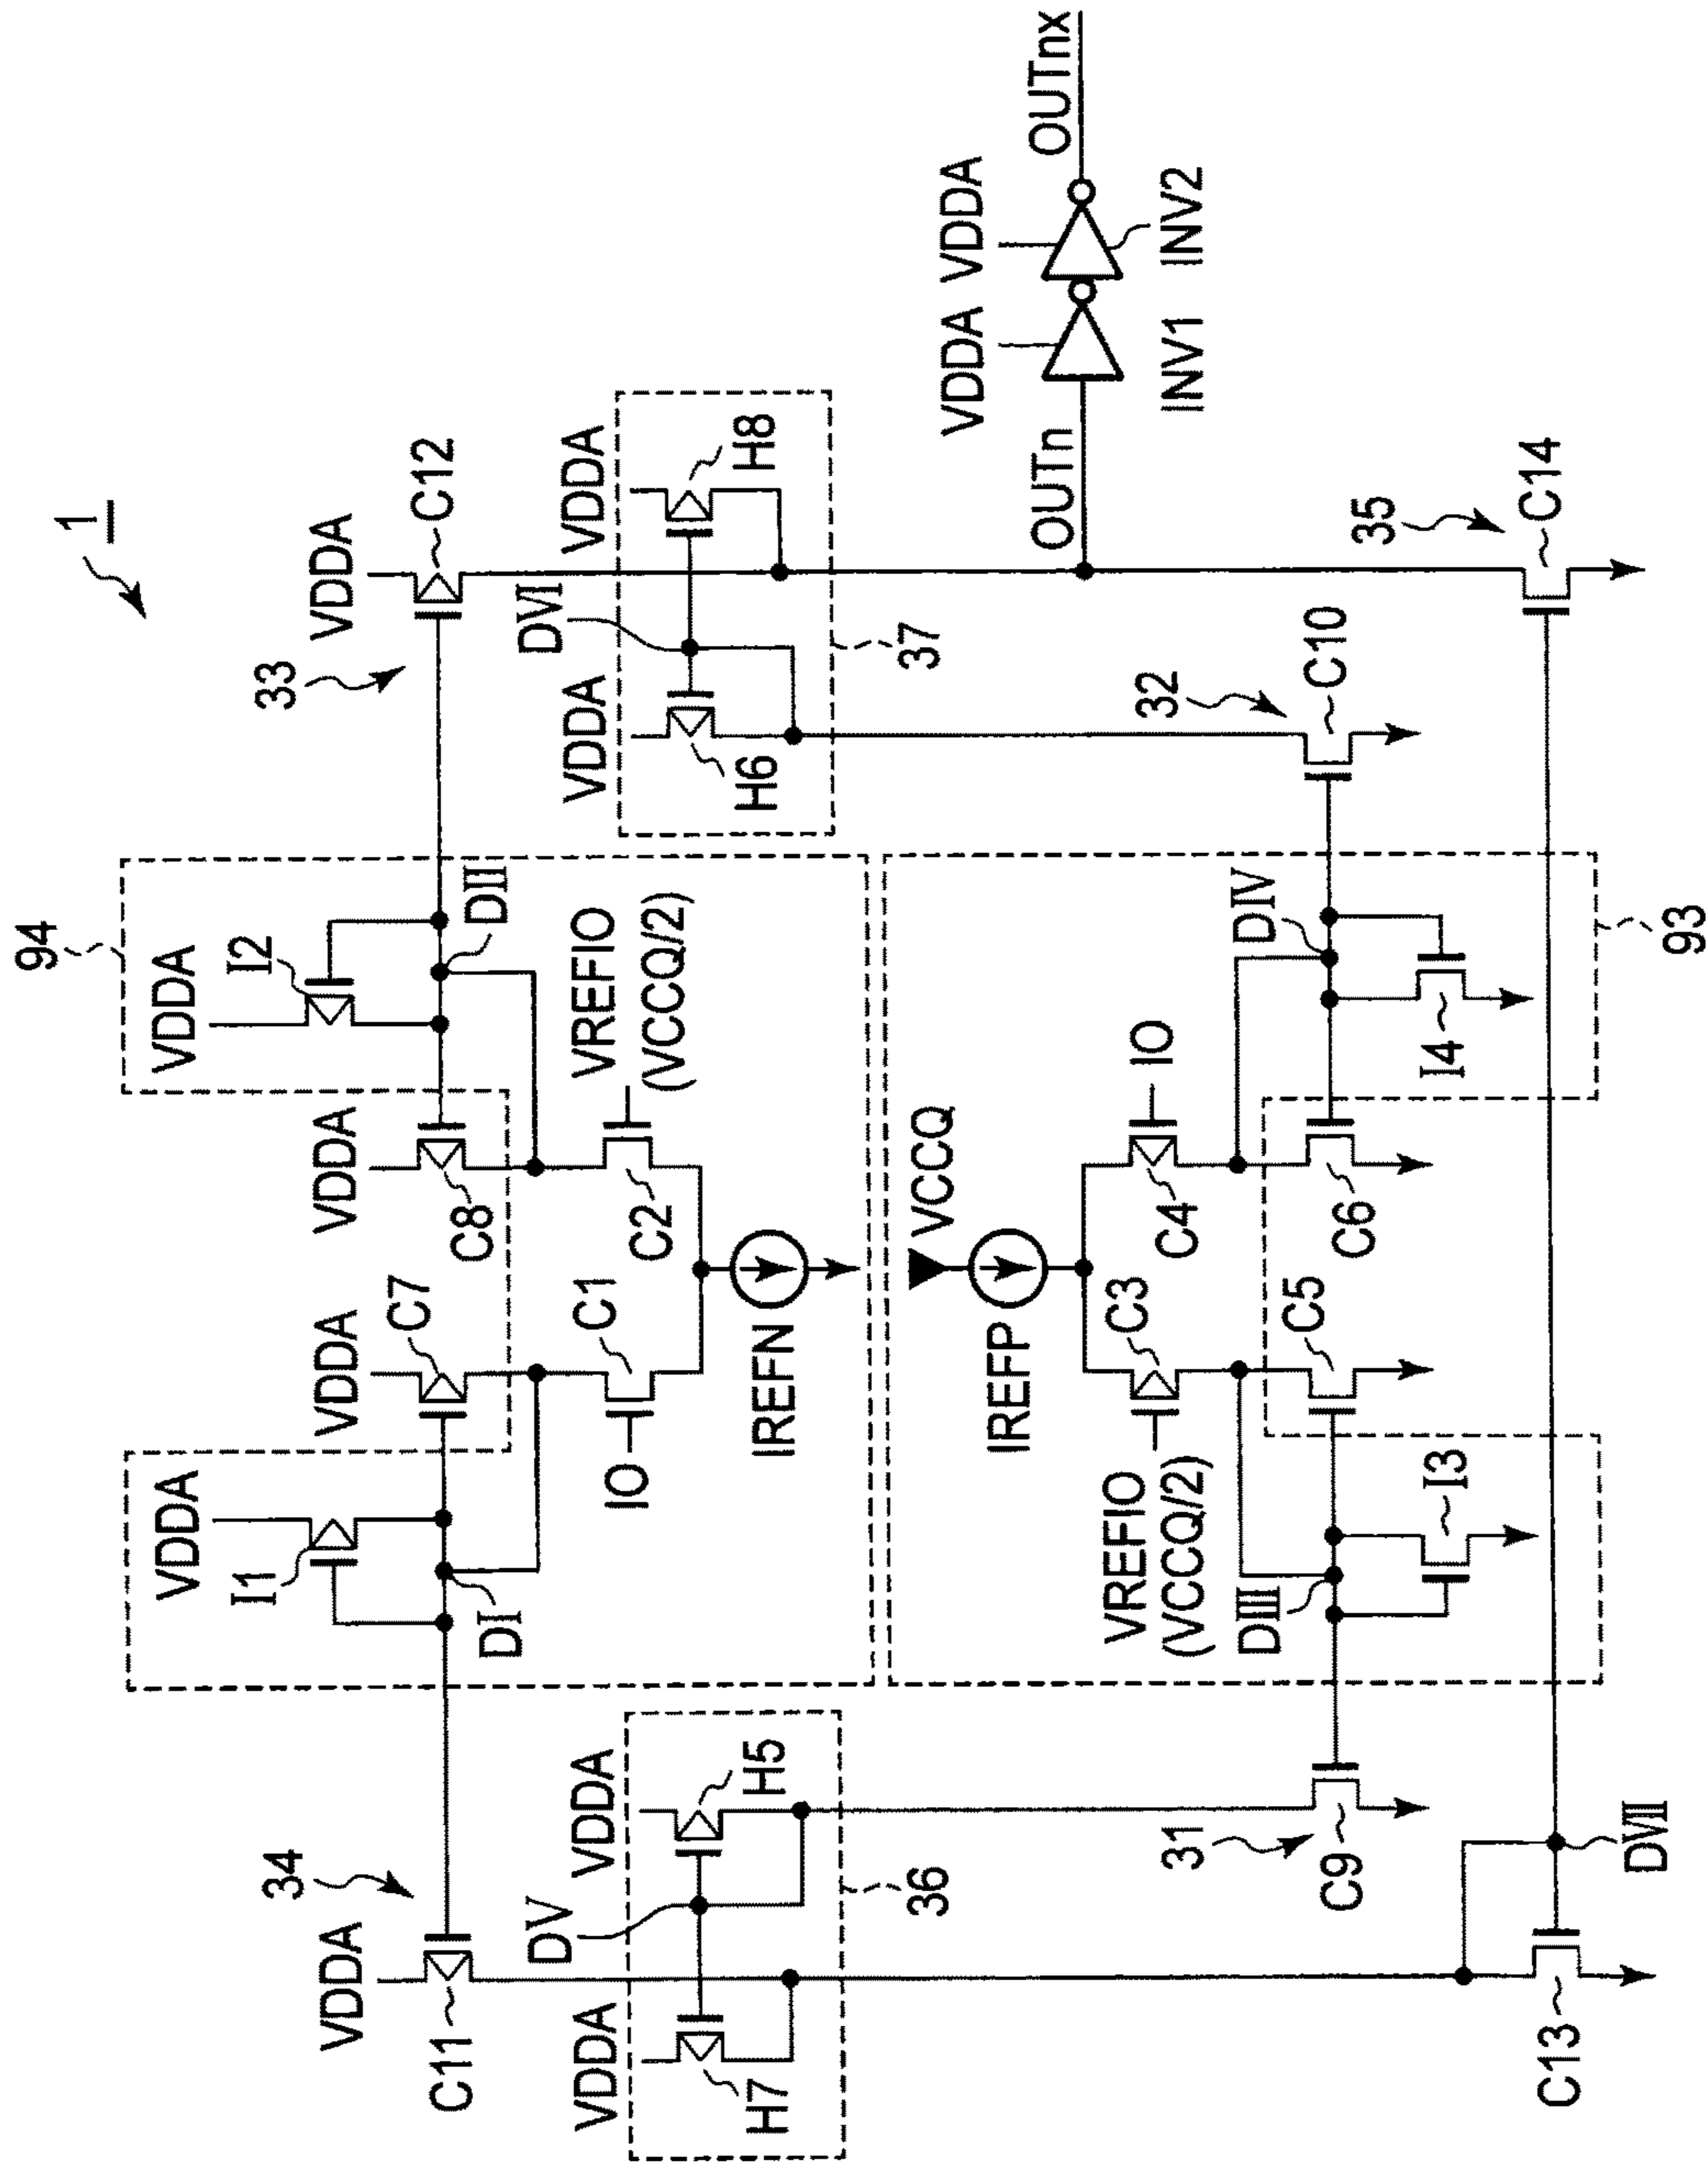 1
94
VDDA
VDDA
I1
I2
34
33
VDDA
VDDA
VDDA
VDDA
C11
C7
C8
C12
DI
DII
VDDA
VDDA
VDDA
VDDA
DV
DVI
H7
H5
H6
H8
36
37
IO
C1
C2
VREFIO
(VCCQ/2)
IREFN
VCCQ
IREFP
VREFIO
(VCCQ/2)
C3
C4
IO
OUTn
VDDA
VDDA
OUTnx
INV1
INV2
31
32
DIII
DIV
C9
C5
C6
C10
I3
I4
35
93
C13
C14
DVII